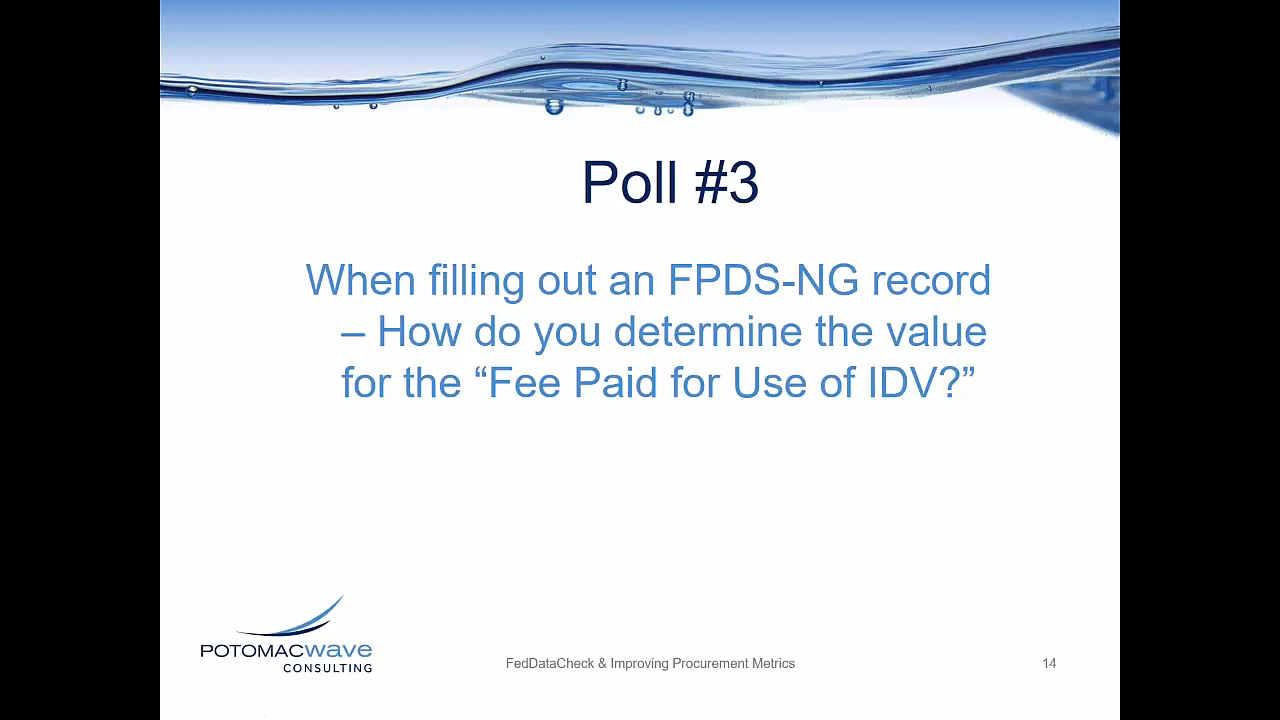 Poll #3
When filling out an FPDS-NG record
– How do you determine the value
for the “Fee Paid for Use of IDV?”
POTOMACWAVE
CONSULTING
FedDataCheck & Improving Procurement Metrics
14